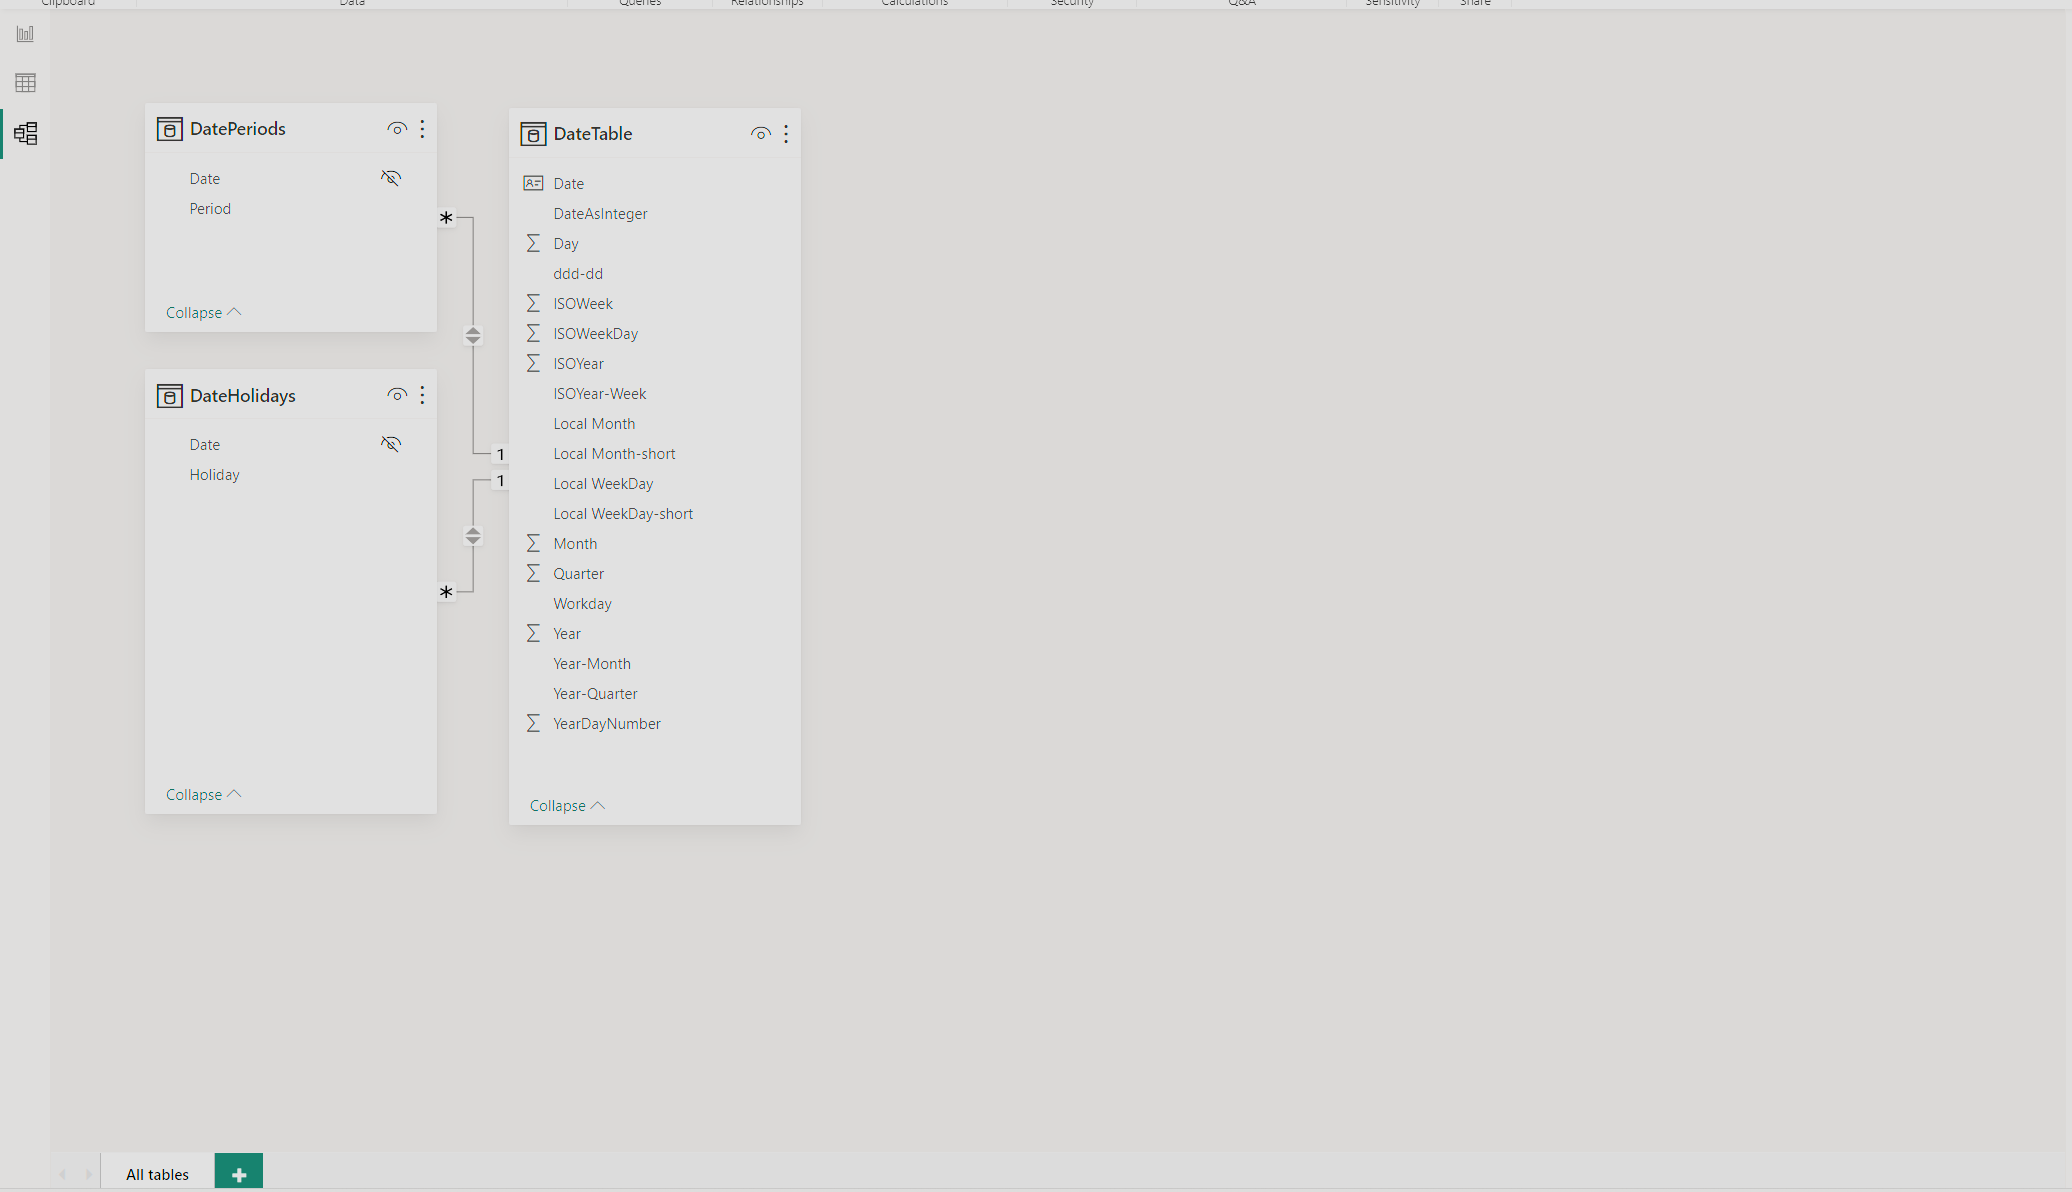 Clipboard Data Queries Relationships Calculations Security Q&A Sensitivity Share
DatePeriods
Date
Period
Collapse
DateHolidays
Date
Holiday
Collapse
*
1
1
*
DateTable
Date
DateAsInteger
Day
ddd-dd
ISOWeek
ISOWeekDay
ISOYear
ISOYear-Week
Local Month
Local Month-short
Local WeekDay
Local WeekDay-short
Month
Quarter
Workday
Year
Year-Month
Year-Quarter
YearDayNumber
Collapse
All tables